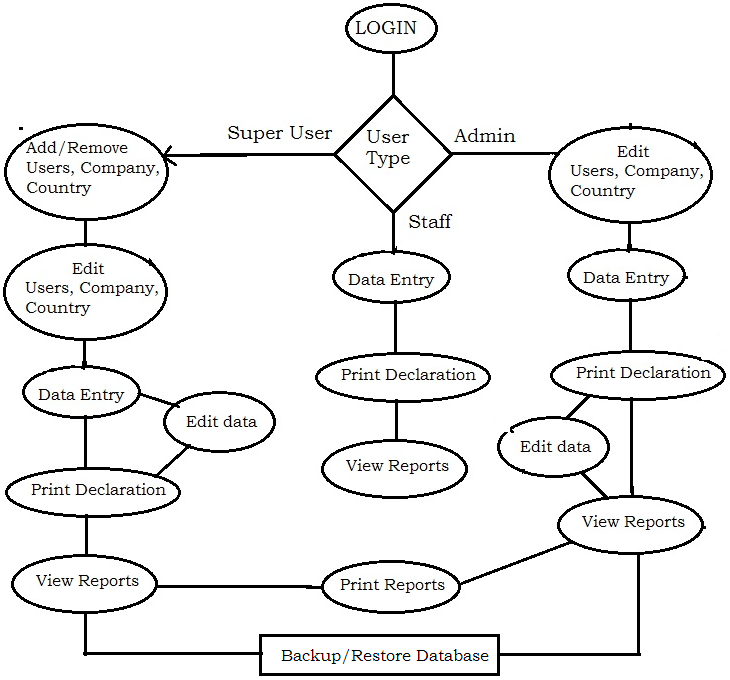 LOGIN
Super User
User
Type
Admin
Add/Remove
Users, Company,
Country
Edit
Users, Company,
Country
Staff
Edit
Users, Company,
Country
Data Entry
Data Entry
Data Entry
Edit data
Print Declaration
Print Declaration
Print Declaration
View Reports
Edit data
View Reports
View Reports
Print Reports
Backup/Restore Database